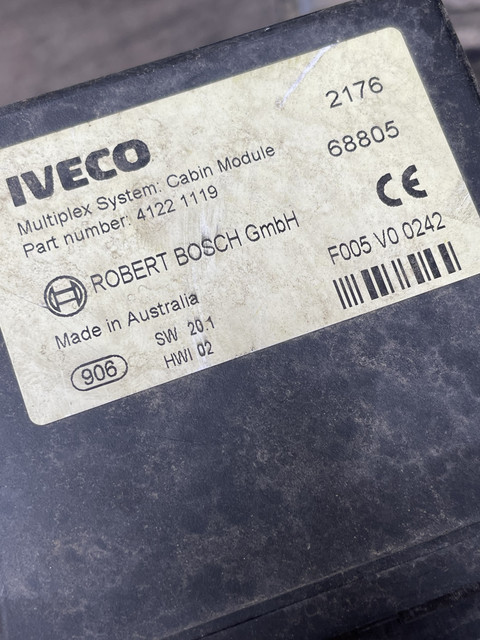 2176
68805
IVECO
Multiplex System: Cabin Module
Part number: 4122 1119
CE
ROBERT BOSCH GmbH
F005 V0 0242
Made in Australia
SW 20.1
HWI 02
906